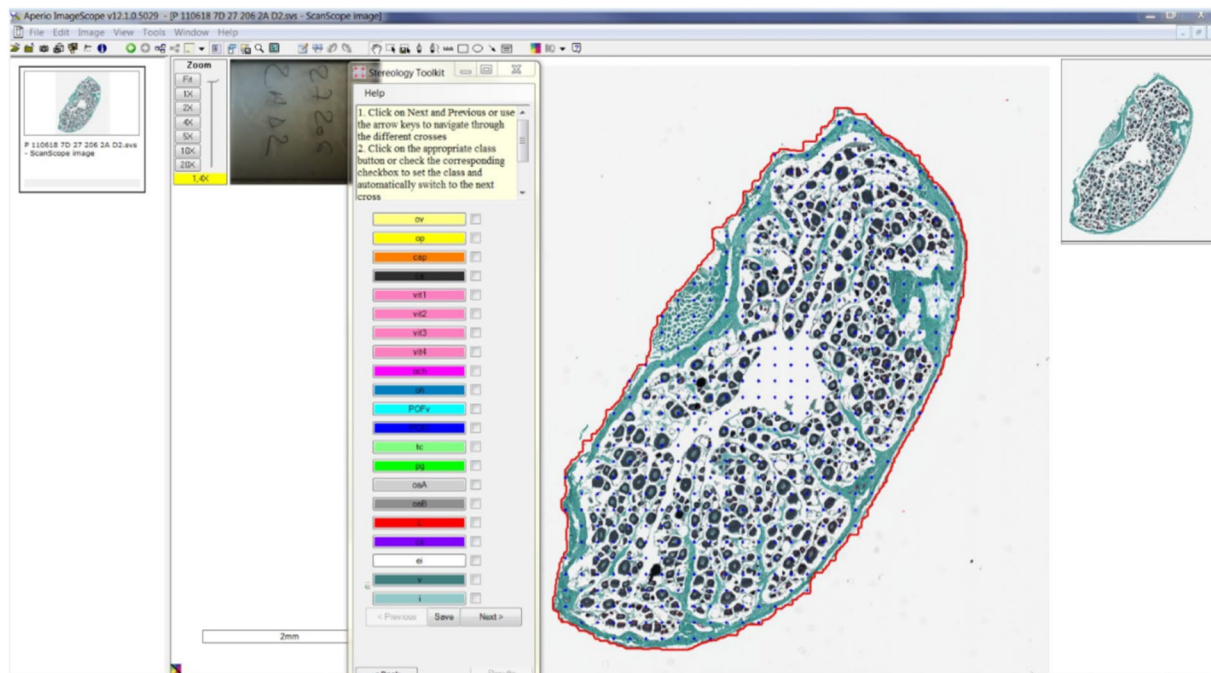 Aperio ImageScope v12.1.0.5029 - [P 110618 7D 27 206 2A D2.svs - ScanScope image]
File Edit Image View Tools Window Help
P 110618 7D 27 206 2A D2.svs
- ScanScope image
Zoom
Fit
1X
2X
4X
5X
10X
20X
1,4X
27 206
2A D2
Stereology Toolkit
Help
1. Click on Next and Previous or use
the arrow keys to navigate through
the different crosses
2. Click on the appropriate class
button or check the corresponding
checkbox to set the class and
automatically switch to the next
cross
ov
op
cap
vit1
vit2
vit3
vit4
POFv
tc
pg
oaA
oaB
L
ei
v
i
< Previous
Save
Next >
2mm